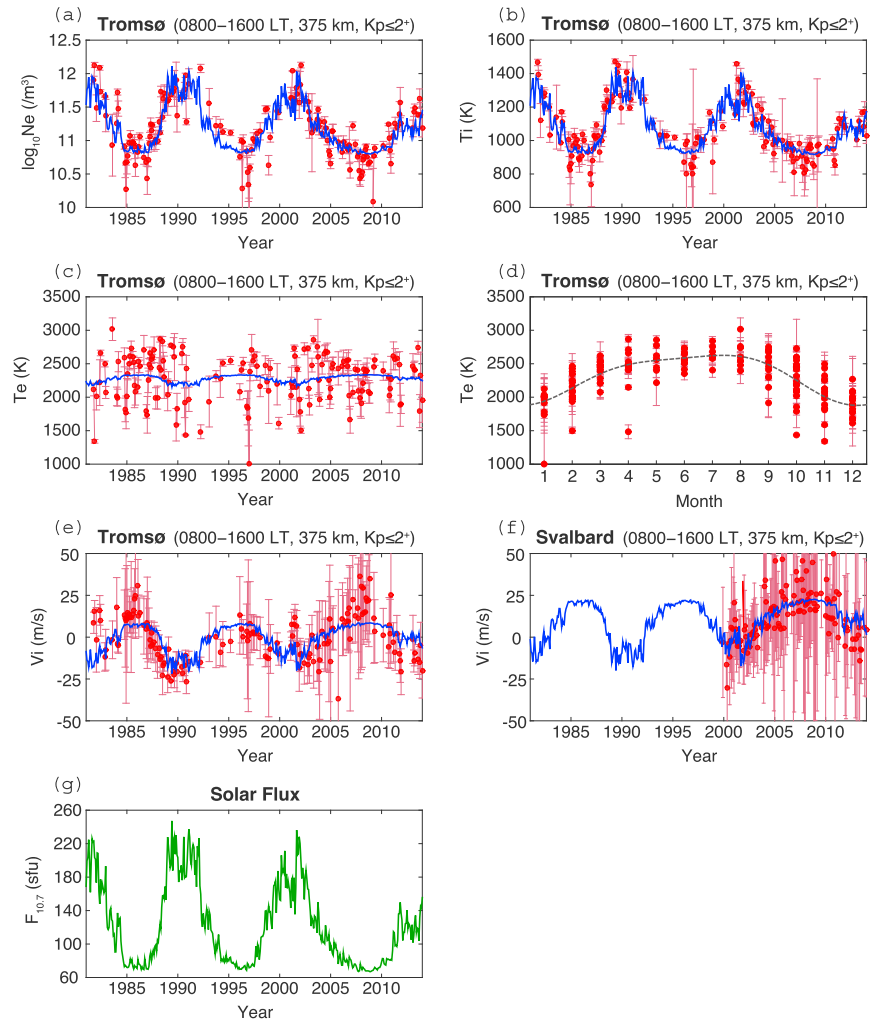 (a)
Tromsø (0800−1600 LT, 375 km, Kp≤2⁺)
log₁₀Ne (/m³)
12.5
12
11.5
11
10.5
10
1985 1990 1995 2000 2005 2010
Year
(b)
Tromsø (0800−1600 LT, 375 km, Kp≤2⁺)
Ti (K)
1600
1400
1200
1000
800
600
1985 1990 1995 2000 2005 2010
Year
(c)
Tromsø (0800−1600 LT, 375 km, Kp≤2⁺)
Te (K)
3500
3000
2500
2000
1500
1000
1985 1990 1995 2000 2005 2010
Year
(d)
Tromsø (0800−1600 LT, 375 km, Kp≤2⁺)
Te (K)
3500
3000
2500
2000
1500
1000
1 2 3 4 5 6 7 8 9 10 11 12
Month
(e)
Tromsø (0800−1600 LT, 375 km, Kp≤2⁺)
Vi (m/s)
50
25
0
-25
-50
1985 1990 1995 2000 2005 2010
Year
(f)
Svalbard (0800−1600 LT, 375 km, Kp≤2⁺)
Vi (m/s)
50
25
0
-25
-50
1985 1990 1995 2000 2005 2010
Year
(g)
Solar Flux
F₁₀.₇ (sfu)
260
220
180
140
100
60
1985 1990 1995 2000 2005 2010
Year